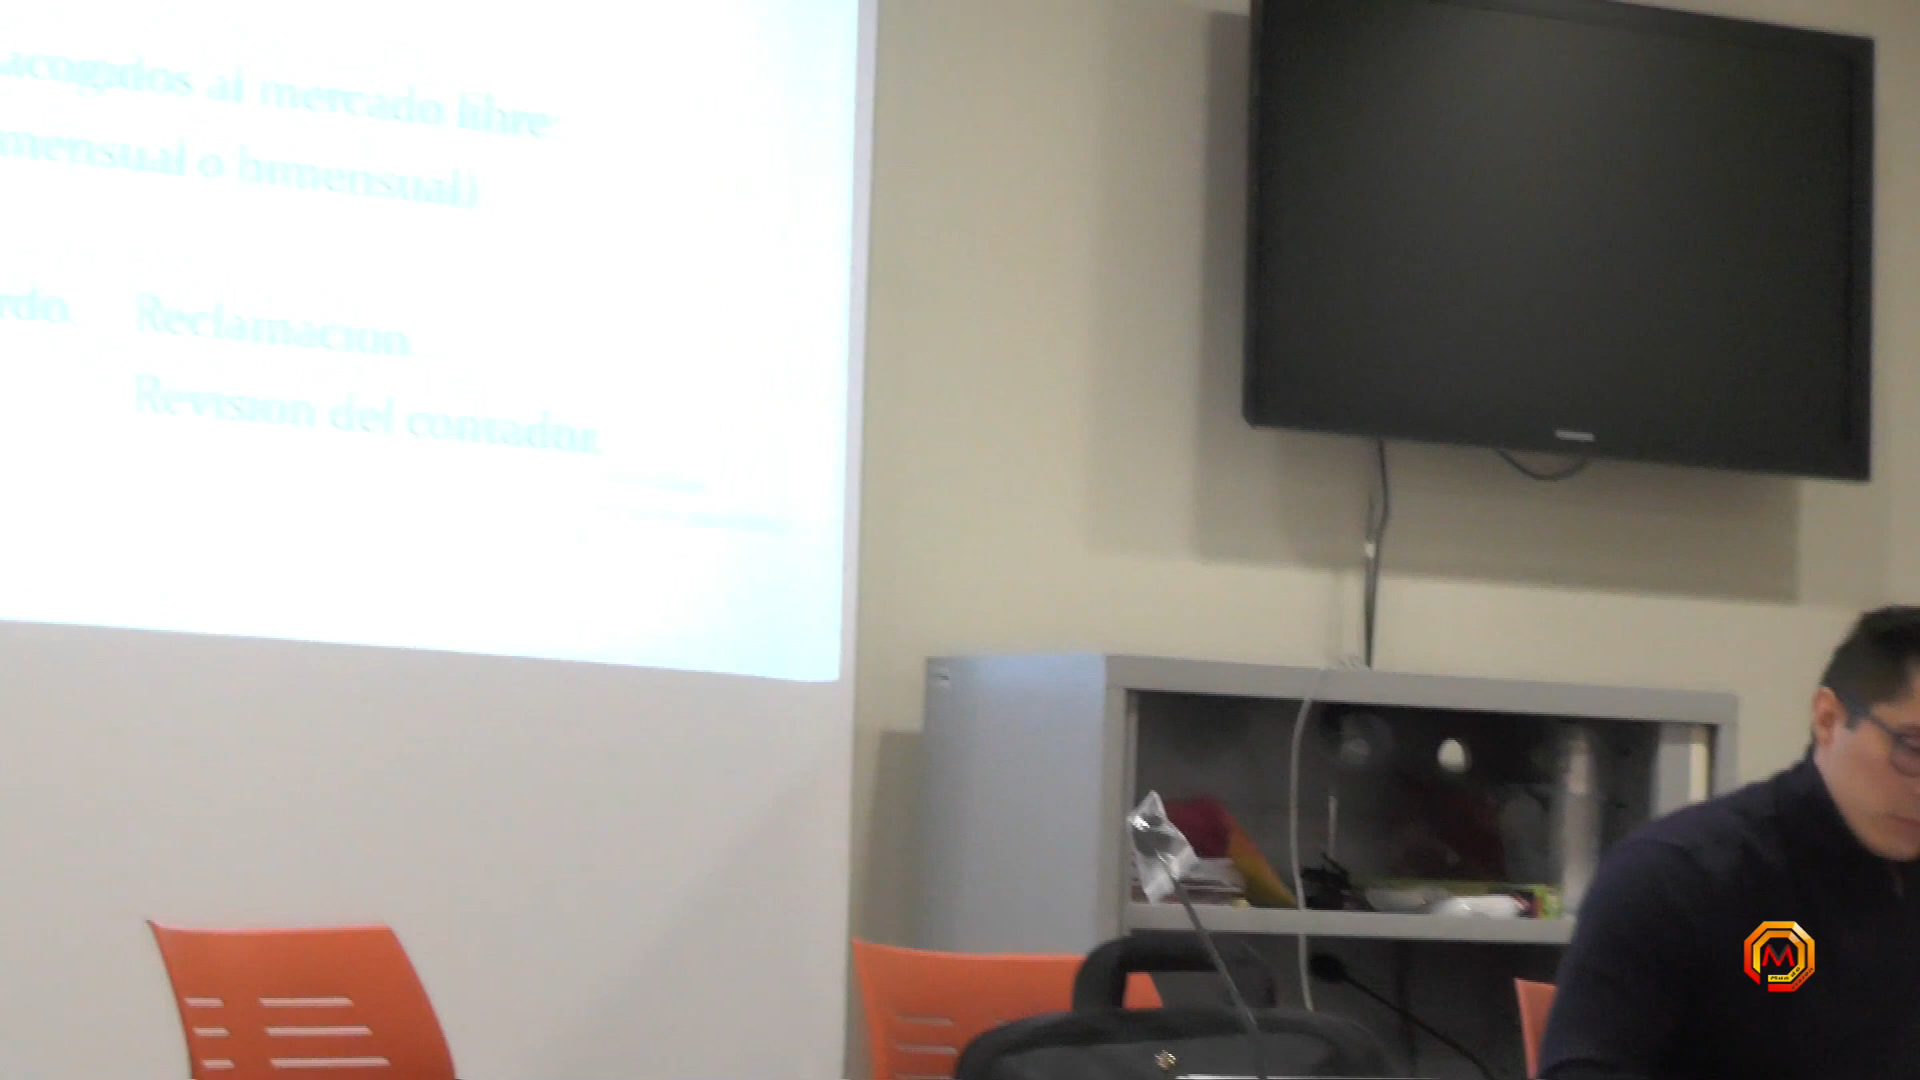 acogidos al mercado libre:
mensual o bimensual)
rdo. Reclamacion.
Revision del contador.
M